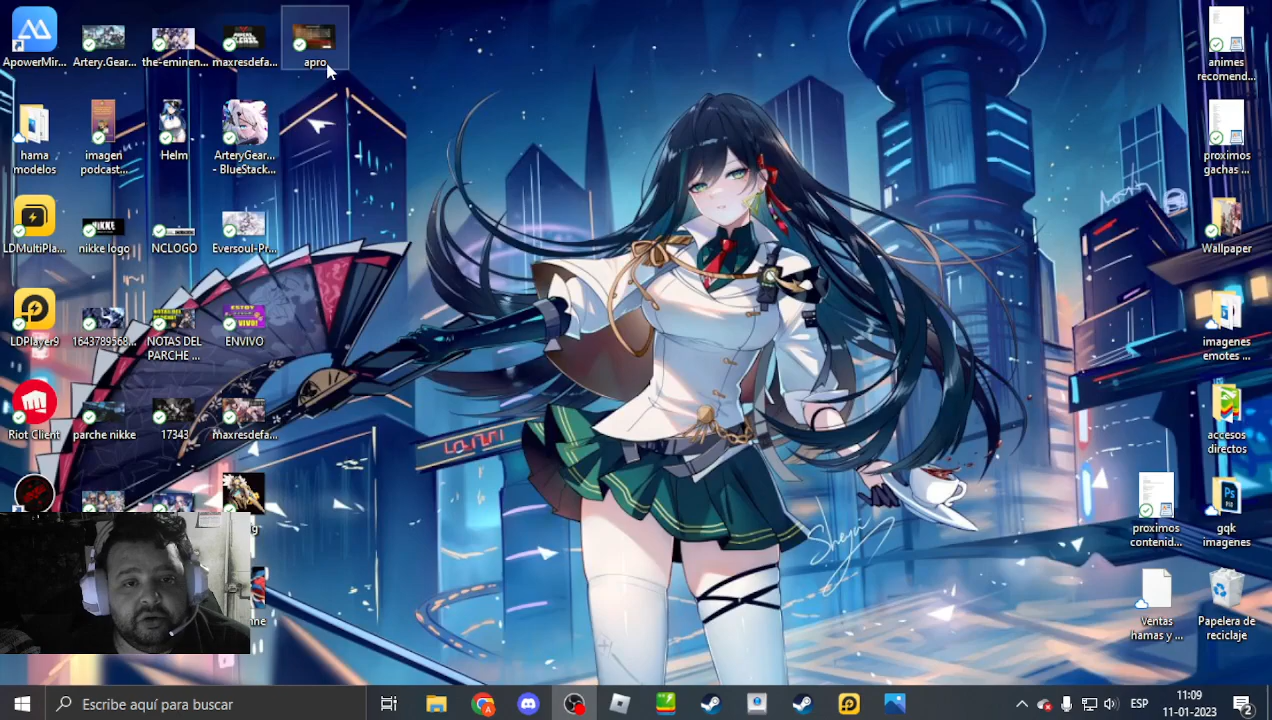 ApowerMir...
Artery.Gear...
the-eminen...
maxresdefa...
apro
hama
modelos
imagen
podcast...
Helm
ArteryGear...
- BlueStack...
LDMultiPla...
nikke logo
NIKKE
NCLOGO
Eversoul-Pr...
LDPlayer9
1643789568...
NOTAS DEL
PARCHE ...
ENVIVO
Riot Client
parche nikke
17343
maxresdefa...
animes
recomend...
proximos
gachas ...
Wallpaper
imagenes
emotes ...
accesos
directos
proximos
contenid...
gqk
imagenes
Ventas
hamas y ...
Papelera de
reciclaje
Escribe aquí para buscar
ESP
11:09
11-01-2023
2